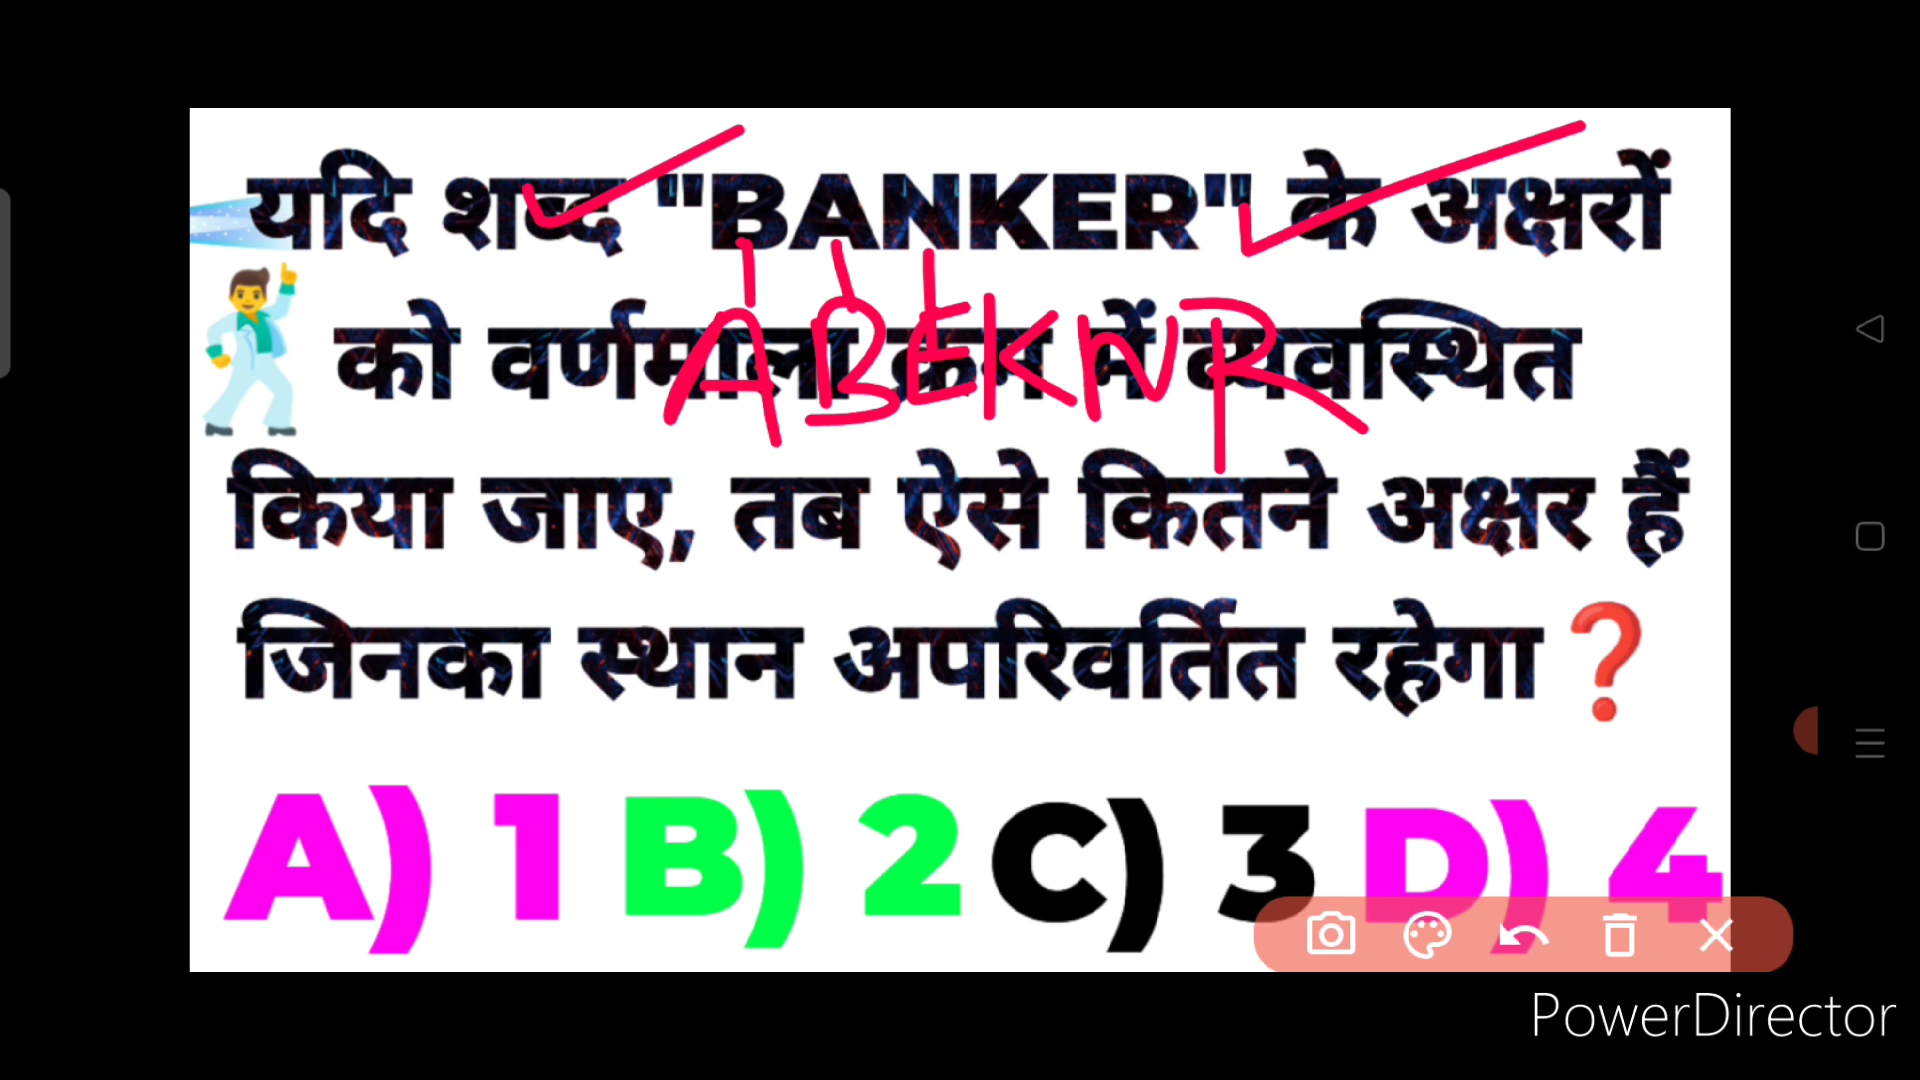 यदि शब्द "BANKER" के अक्षरों
ABEKNR
को वर्णमाला क्रम में व्यवस्थित
किया जाए, तब ऐसे कितने अक्षर हैं
जिनका स्थान अपरिवर्तित रहेगा❓
A) 1 B) 2 C) 3 D) 4
PowerDirector